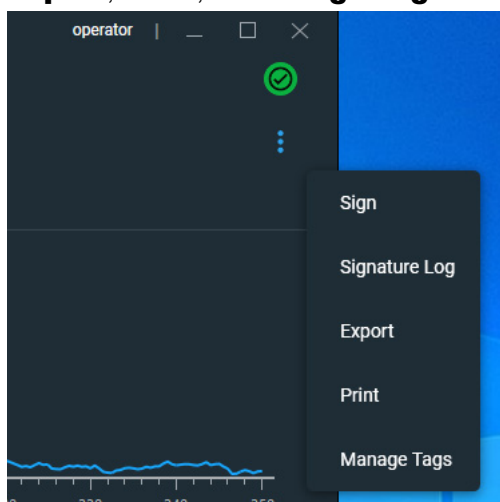 operator |
Sign
Signature Log
Export
Print
Manage Tags